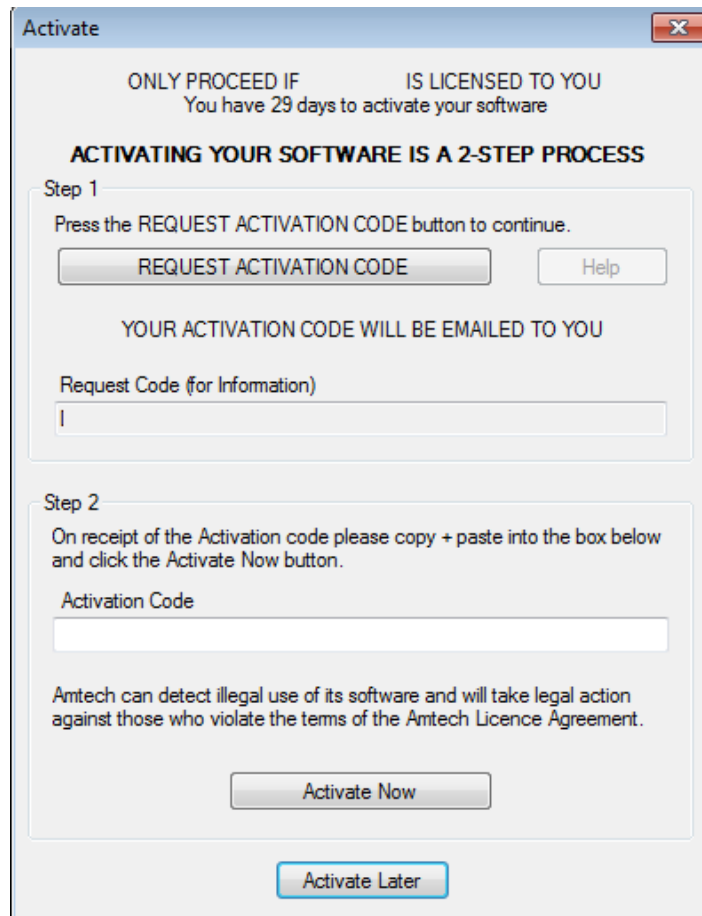 Activate
ONLY PROCEED IF IS LICENSED TO YOU
You have 29 days to activate your software
ACTIVATING YOUR SOFTWARE IS A 2-STEP PROCESS
Step 1
Press the REQUEST ACTIVATION CODE button to continue.
REQUEST ACTIVATION CODE Help
YOUR ACTIVATION CODE WILL BE EMAILED TO YOU
Request Code (for Information)
Step 2
On receipt of the Activation code please copy + paste into the box below
and click the Activate Now button.
Activation Code
Amtech can detect illegal use of its software and will take legal action
against those who violate the terms of the Amtech Licence Agreement.
Activate Now
Activate Later